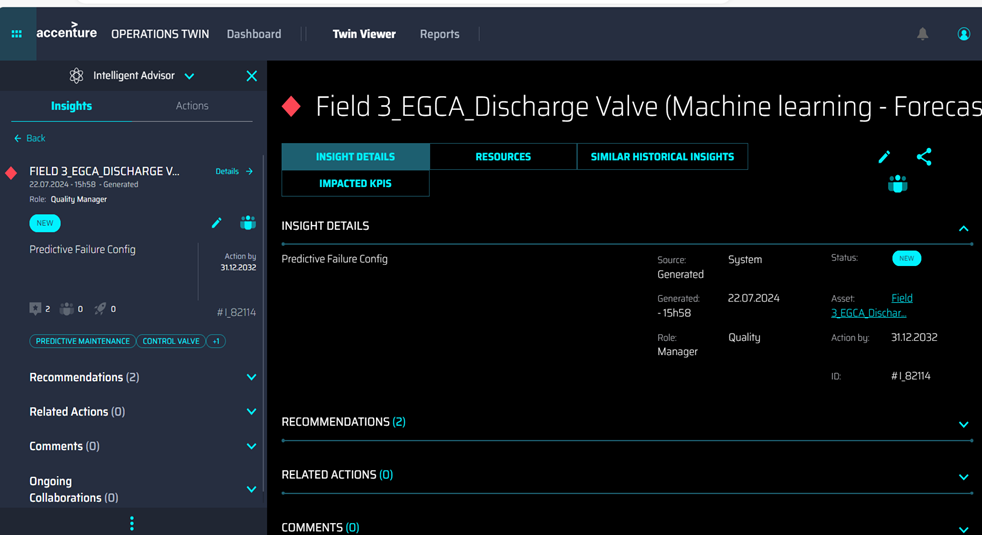 accenture OPERATIONS TWIN Dashboard Twin Viewer Reports
Intelligent Advisor
Insights Actions
Back
FIELD 3_EGCA_DISCHARGE V... Details
22.07.2024 - 15h58 - Generated
Role: Quality Manager
NEW
Predictive Failure Config
Action by
31.12.2032
2 0 0 # I_82114
PREDICTIVE MAINTENANCE CONTROL VALVE +1
Recommendations (2)
Related Actions (0)
Comments (0)
Ongoing
Collaborations (0)
Field 3_EGCA_Discharge Valve (Machine learning - Forecas
INSIGHT DETAILS RESOURCES SIMILAR HISTORICAL INSIGHTS
IMPACTED KPIS
INSIGHT DETAILS
Predictive Failure Config
Source: System
Generated
Generated: 22.07.2024
- 15h58
Role: Quality
Manager
Status: NEW
Asset: Field
3_EGCA_Dischar...
Action by: 31.12.2032
ID: # I_82114
RECOMMENDATIONS (2)
RELATED ACTIONS (0)
COMMENTS (0)